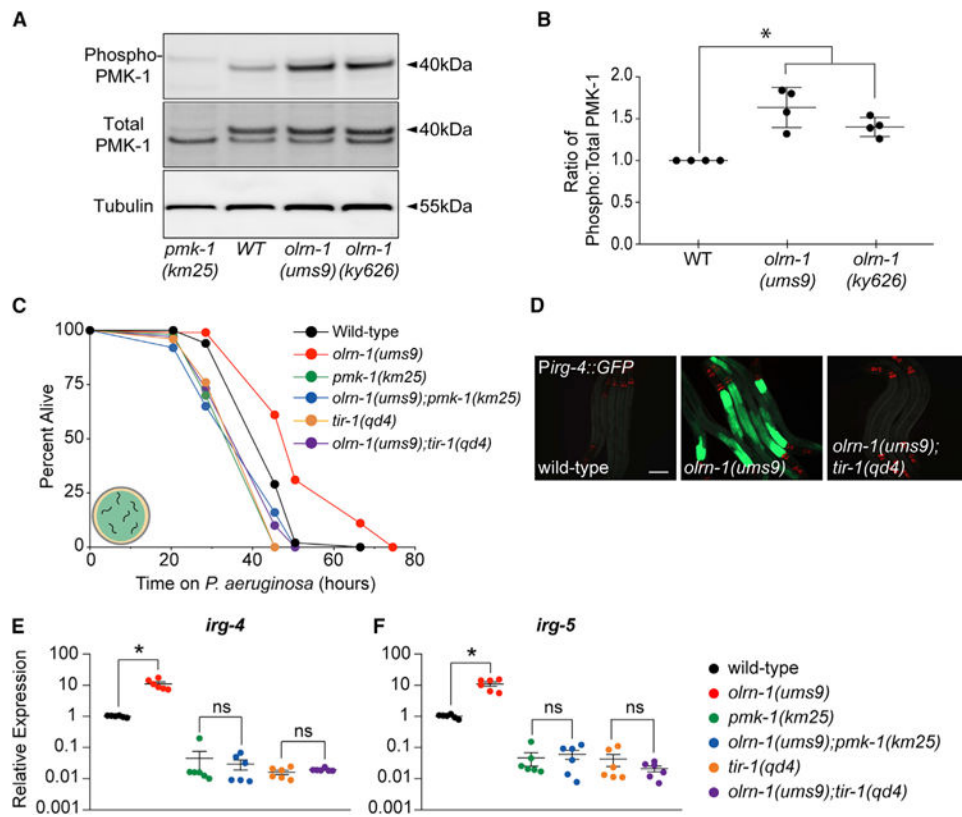 A
Phospho-
PMK-1
◄40kDa
Total
PMK-1
◄40kDa
Tubulin
◄55kDa
pmk-1
(km25)
WT
olrn-1
(ums9)
olrn-1
(ky626)
B
*
Ratio of
Phospho:Total PMK-1
2.0
1.5
1.0
0.5
0.0
WT
olrn-1
(ums9)
olrn-1
(ky626)
C
Percent Alive
100
75
50
25
0
0 20 40 60 80
Time on P. aeruginosa (hours)
Wild-type
olrn-1(ums9)
pmk-1(km25)
olrn-1(ums9);pmk-1(km25)
tir-1(qd4)
olrn-1(ums9);tir-1(qd4)
D
Pirg-4::GFP
wild-type
olrn-1(ums9)
olrn-1(ums9);
tir-1(qd4)
E
irg-4
Relative Expression
100
10
1
0.1
0.01
0.001
*
ns
ns
F
irg-5
100
10
1
0.1
0.01
0.001
*
ns
ns
wild-type
olrn-1(ums9)
pmk-1(km25)
olrn-1(ums9);pmk-1(km25)
tir-1(qd4)
olrn-1(ums9);tir-1(qd4)